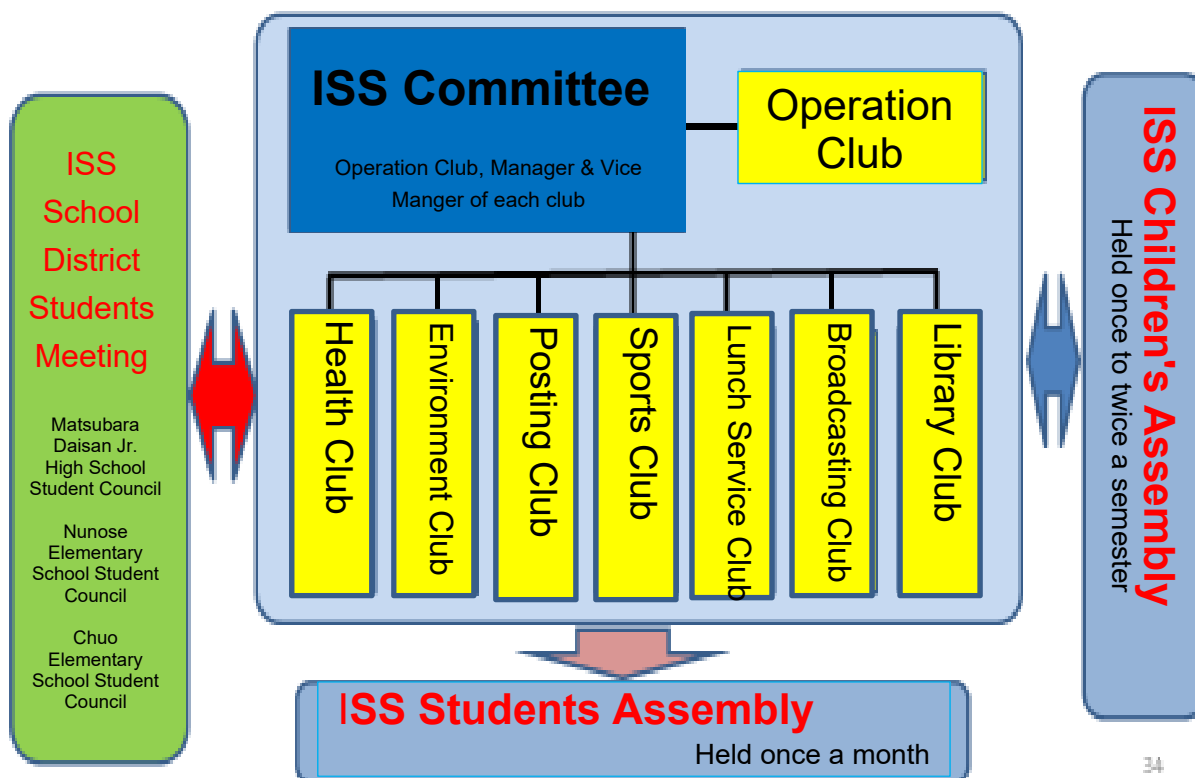 ISS Committee
Operation Club, Manager & Vice
Manger of each club
Operation
Club
ISS
School
District
Students
Meeting
Matsubara
Daisan Jr.
High School
Student Council
Nunose
Elementary
School Student
Council
Chuo
Elementary
School Student
Council
Health Club
Environment Club
Posting Club
Sports Club
Lunch Service Club
Broadcasting Club
Library Club
ISS Children's Assembly
Held once to twice a semester
ISS Students Assembly
Held once a month
34